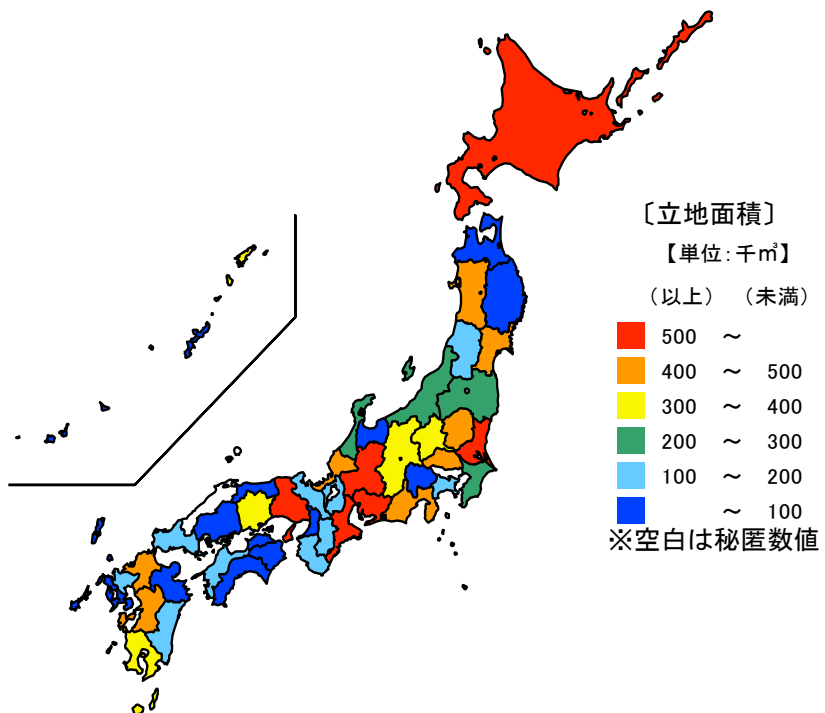 〔立地面積〕
【単位:千㎡】
（以上） （未満）
500 ～
400 ～ 500
300 ～ 400
200 ～ 300
100 ～ 200
～ 100
※空白は秘匿数値